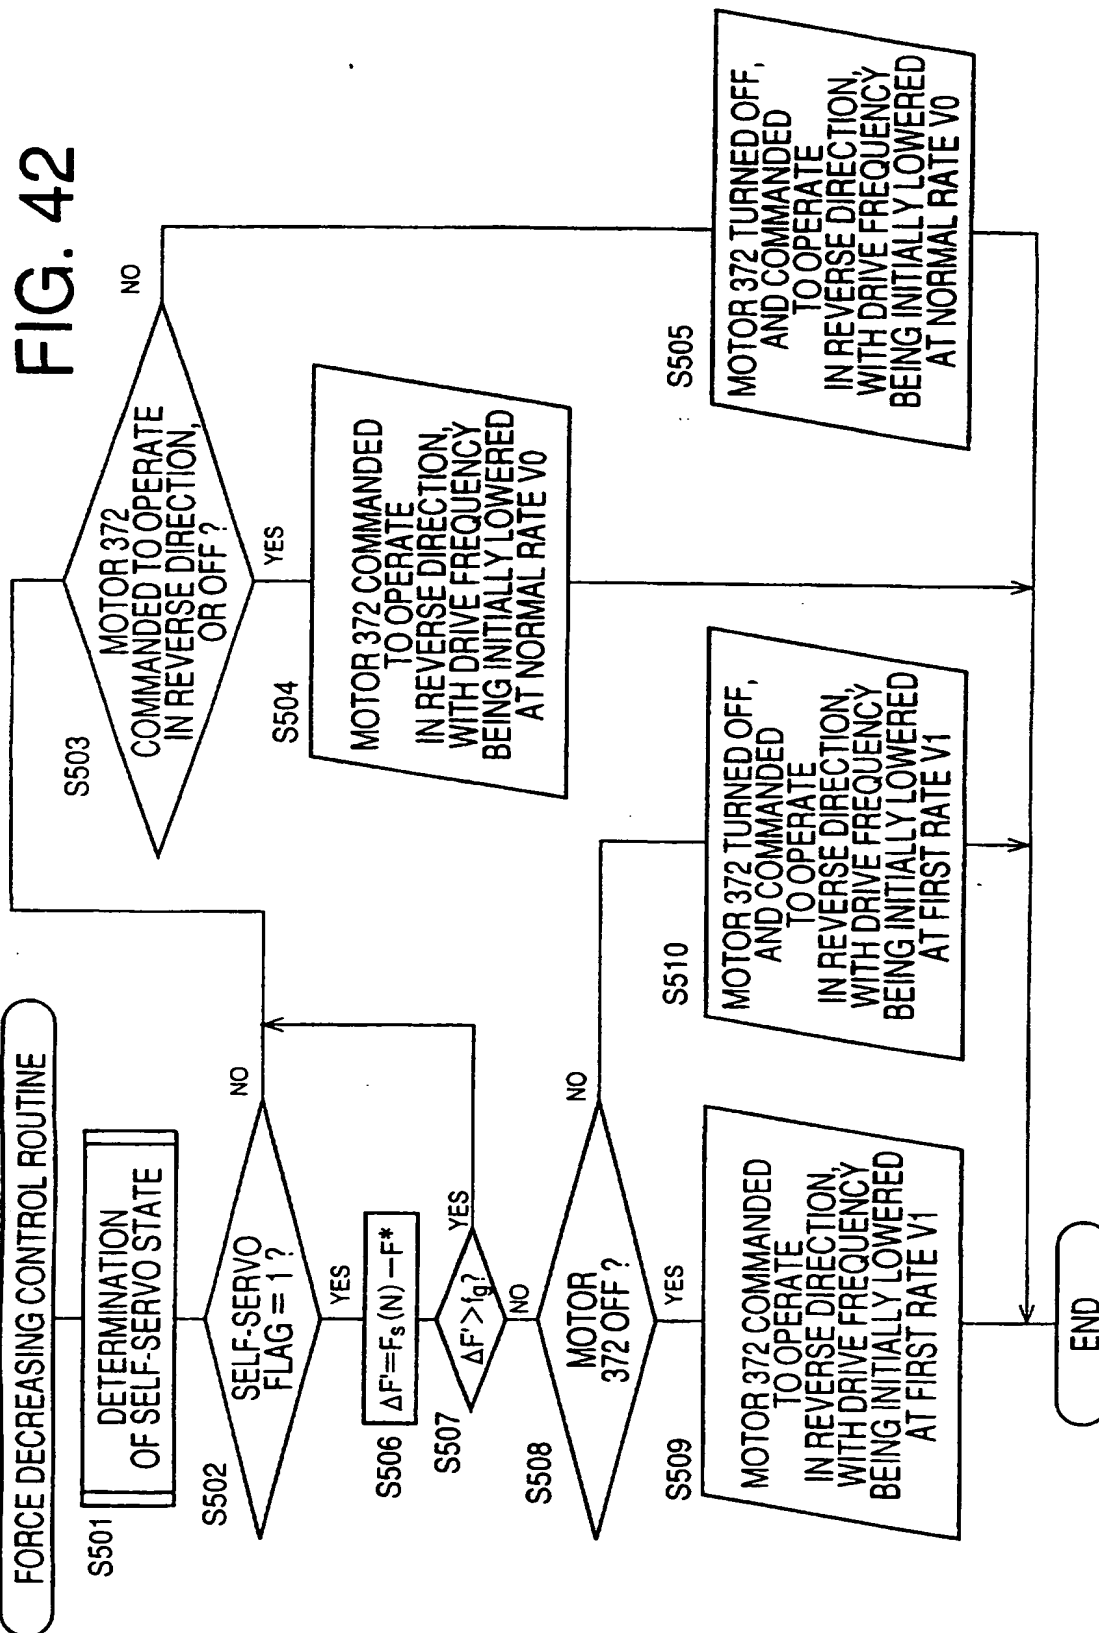 FIG. 42
FORCE DECREASING CONTROL ROUTINE
S501
DETERMINATION
OF SELF-SERVO STATE
S502
SELF-SERVO
FLAG = 1 ?
NO
YES
S503
MOTOR 372
COMMANDED TO OPERATE
IN REVERSE DIRECTION,
OR OFF ?
NO
YES
S504
MOTOR 372 COMMANDED
TO OPERATE
IN REVERSE DIRECTION,
WITH DRIVE FREQUENCY
BEING INITIALLY LOWERED
AT NORMAL RATE V0
S505
MOTOR 372 TURNED OFF,
AND COMMANDED
TO OPERATE
IN REVERSE DIRECTION,
WITH DRIVE FREQUENCY
BEING INITIALLY LOWERED
AT NORMAL RATE V0
S506
ΔF'=Fs (N) −F*
S507
ΔF'>fg?
YES
NO
S508
MOTOR
372 OFF ?
NO
YES
S509
MOTOR 372 COMMANDED
TO OPERATE
IN REVERSE DIRECTION,
WITH DRIVE FREQUENCY
BEING INITIALLY LOWERED
AT FIRST RATE V1
S510
MOTOR 372 TURNED OFF,
AND COMMANDED
TO OPERATE
IN REVERSE DIRECTION,
WITH DRIVE FREQUENCY
BEING INITIALLY LOWERED
AT FIRST RATE V1
END